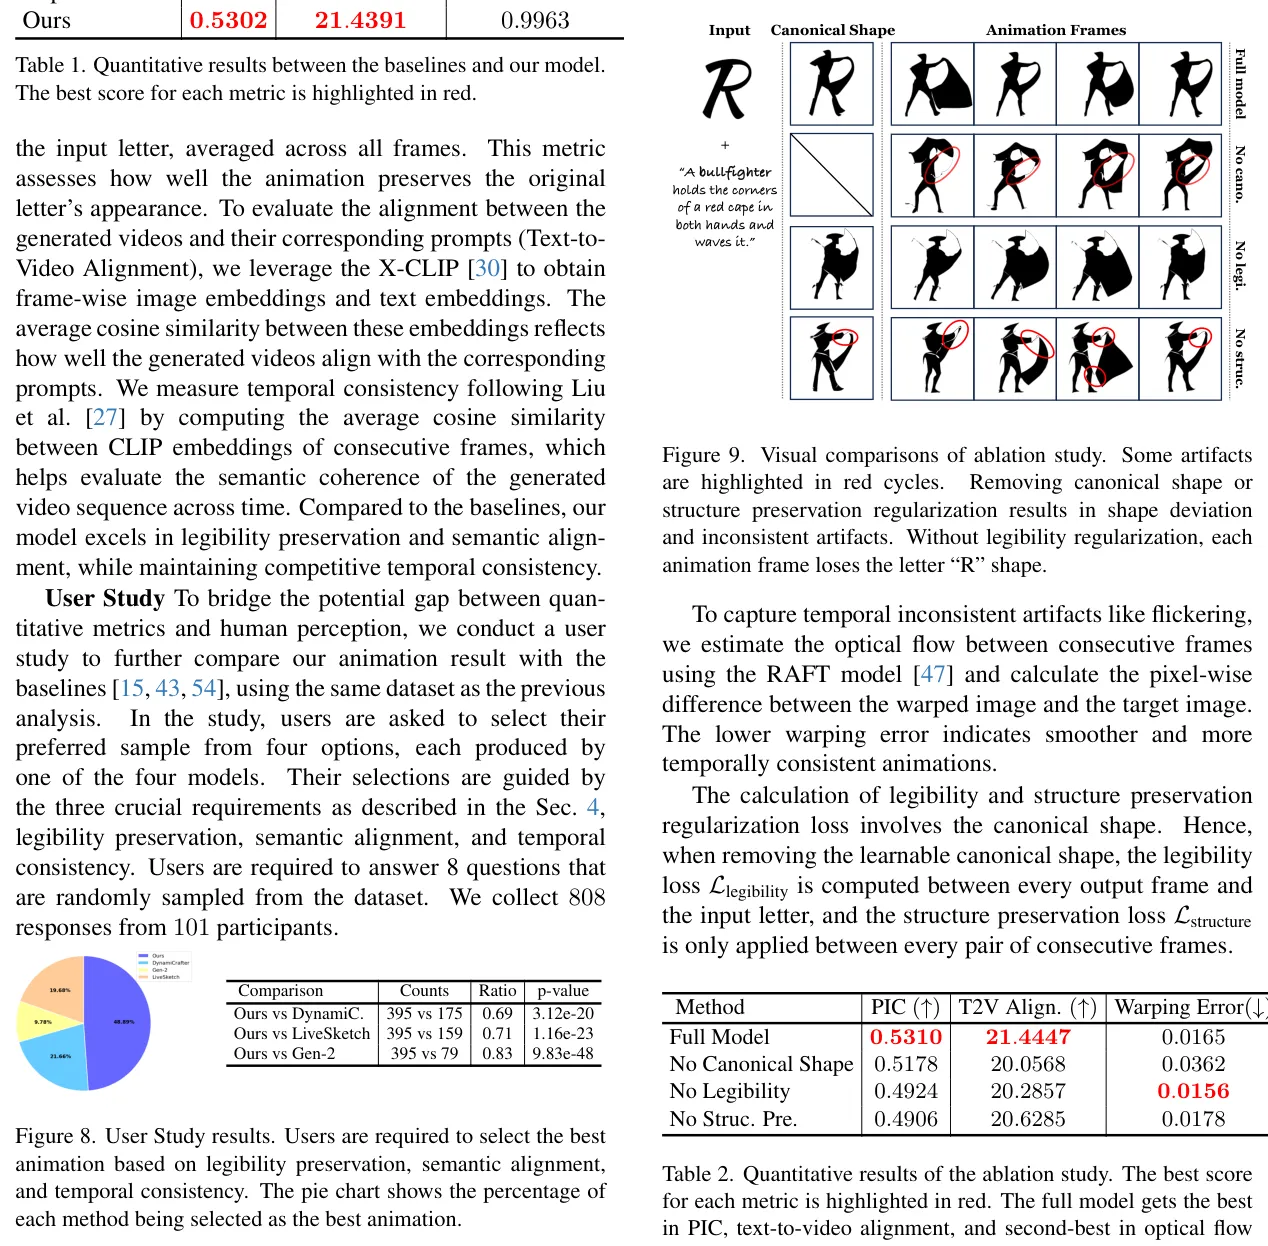 Ours 0.5302 21.4391 0.9963
Table 1. Quantitative results between the baselines and our model.
The best score for each metric is highlighted in red.
the input letter, averaged across all frames. This metric
assesses how well the animation preserves the original
letter's appearance. To evaluate the alignment between the
generated videos and their corresponding prompts (Text-to-
Video Alignment), we leverage the X-CLIP [30] to obtain
frame-wise image embeddings and text embeddings. The
average cosine similarity between these embeddings reflects
how well the generated videos align with the corresponding
prompts. We measure temporal consistency following Liu
et al. [27] by computing the average cosine similarity
between CLIP embeddings of consecutive frames, which
helps evaluate the semantic coherence of the generated
video sequence across time. Compared to the baselines, our
model excels in legibility preservation and semantic align-
ment, while maintaining competitive temporal consistency.
User Study To bridge the potential gap between quan-
titative metrics and human perception, we conduct a user
study to further compare our animation result with the
baselines [15, 43, 54], using the same dataset as the previous
analysis. In the study, users are asked to select their
preferred sample from four options, each produced by
one of the four models. Their selections are guided by
the three crucial requirements as described in the Sec. 4,
legibility preservation, semantic alignment, and temporal
consistency. Users are required to answer 8 questions that
are randomly sampled from the dataset. We collect 808
responses from 101 participants.
Ours
DynamiCrafter
Gen-2
LiveSketch
19.68%
48.89%
9.78%
21.66%
Comparison Counts Ratio p-value
Ours vs DynamiC. 395 vs 175 0.69 3.12e-20
Ours vs LiveSketch 395 vs 159 0.71 1.16e-23
Ours vs Gen-2 395 vs 79 0.83 9.83e-48
Figure 8. User Study results. Users are required to select the best
animation based on legibility preservation, semantic alignment,
and temporal consistency. The pie chart shows the percentage of
each method being selected as the best animation.
Input Canonical Shape Animation Frames
R
+
"A bullfighter
holds the corners
of a red cape in
both hands and
waves it."
Full model
No cano.
No legi.
No struc.
Figure 9. Visual comparisons of ablation study. Some artifacts
are highlighted in red cycles. Removing canonical shape or
structure preservation regularization results in shape deviation
and inconsistent artifacts. Without legibility regularization, each
animation frame loses the letter “R” shape.
To capture temporal inconsistent artifacts like flickering,
we estimate the optical flow between consecutive frames
using the RAFT model [47] and calculate the pixel-wise
difference between the warped image and the target image.
The lower warping error indicates smoother and more
temporally consistent animations.
The calculation of legibility and structure preservation
regularization loss involves the canonical shape. Hence,
when removing the learnable canonical shape, the legibility
loss ℒlegibility is computed between every output frame and
the input letter, and the structure preservation loss ℒstructure
is only applied between every pair of consecutive frames.
Method PIC (↑) T2V Align. (↑) Warping Error(↓)
Full Model 0.5310 21.4447 0.0165
No Canonical Shape 0.5178 20.0568 0.0362
No Legibility 0.4924 20.2857 0.0156
No Struc. Pre. 0.4906 20.6285 0.0178
Table 2. Quantitative results of the ablation study. The best score
for each metric is highlighted in red. The full model gets the best
in PIC, text-to-video alignment, and second-best in optical flow